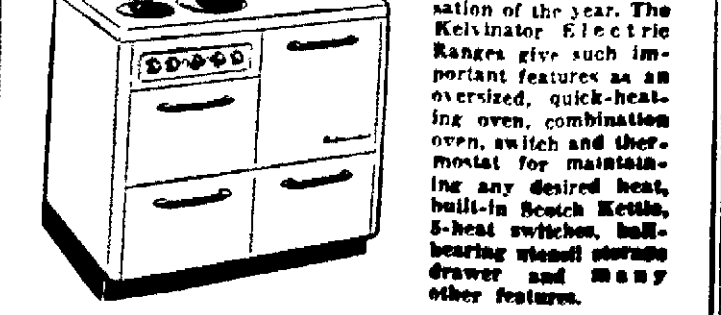 sation of the year. The
Kelvinator Electric
Ranges give such im-
portant features as an
oversized, quick-heat-
ing oven, combination
oven, switch and ther-
mostat for maintain-
ing any desired heat,
built-in Scotch Kettle,
5-heat switches, ball-
bearing utensil storage
drawer and many
other features.